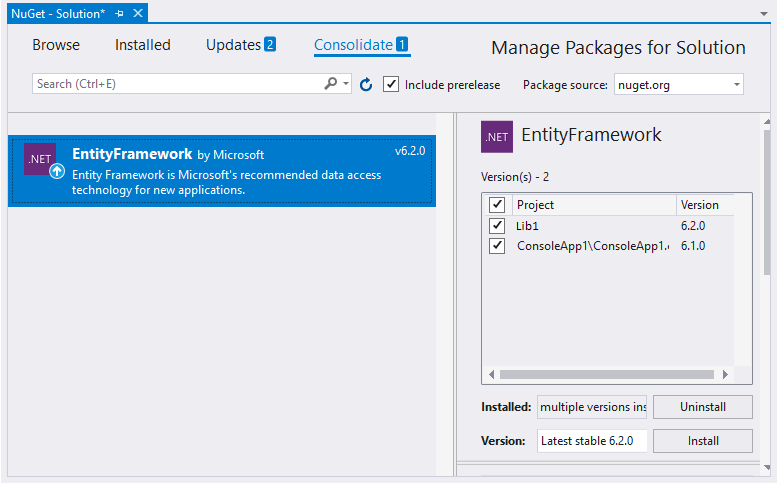 NuGet - Solution*
Browse Installed Updates 2 Consolidate 1 Manage Packages for Solution
Search (Ctrl+E) Include prerelease Package source: nuget.org
.NET EntityFramework by Microsoft v6.2.0
Entity Framework is Microsoft's recommended data access
technology for new applications.
.NET EntityFramework
Version(s) - 2
Project Version
Lib1 6.2.0
ConsoleApp1\ConsoleApp1.c 6.1.0
Installed: multiple versions ins Uninstall
Version: Latest stable 6.2.0 Install